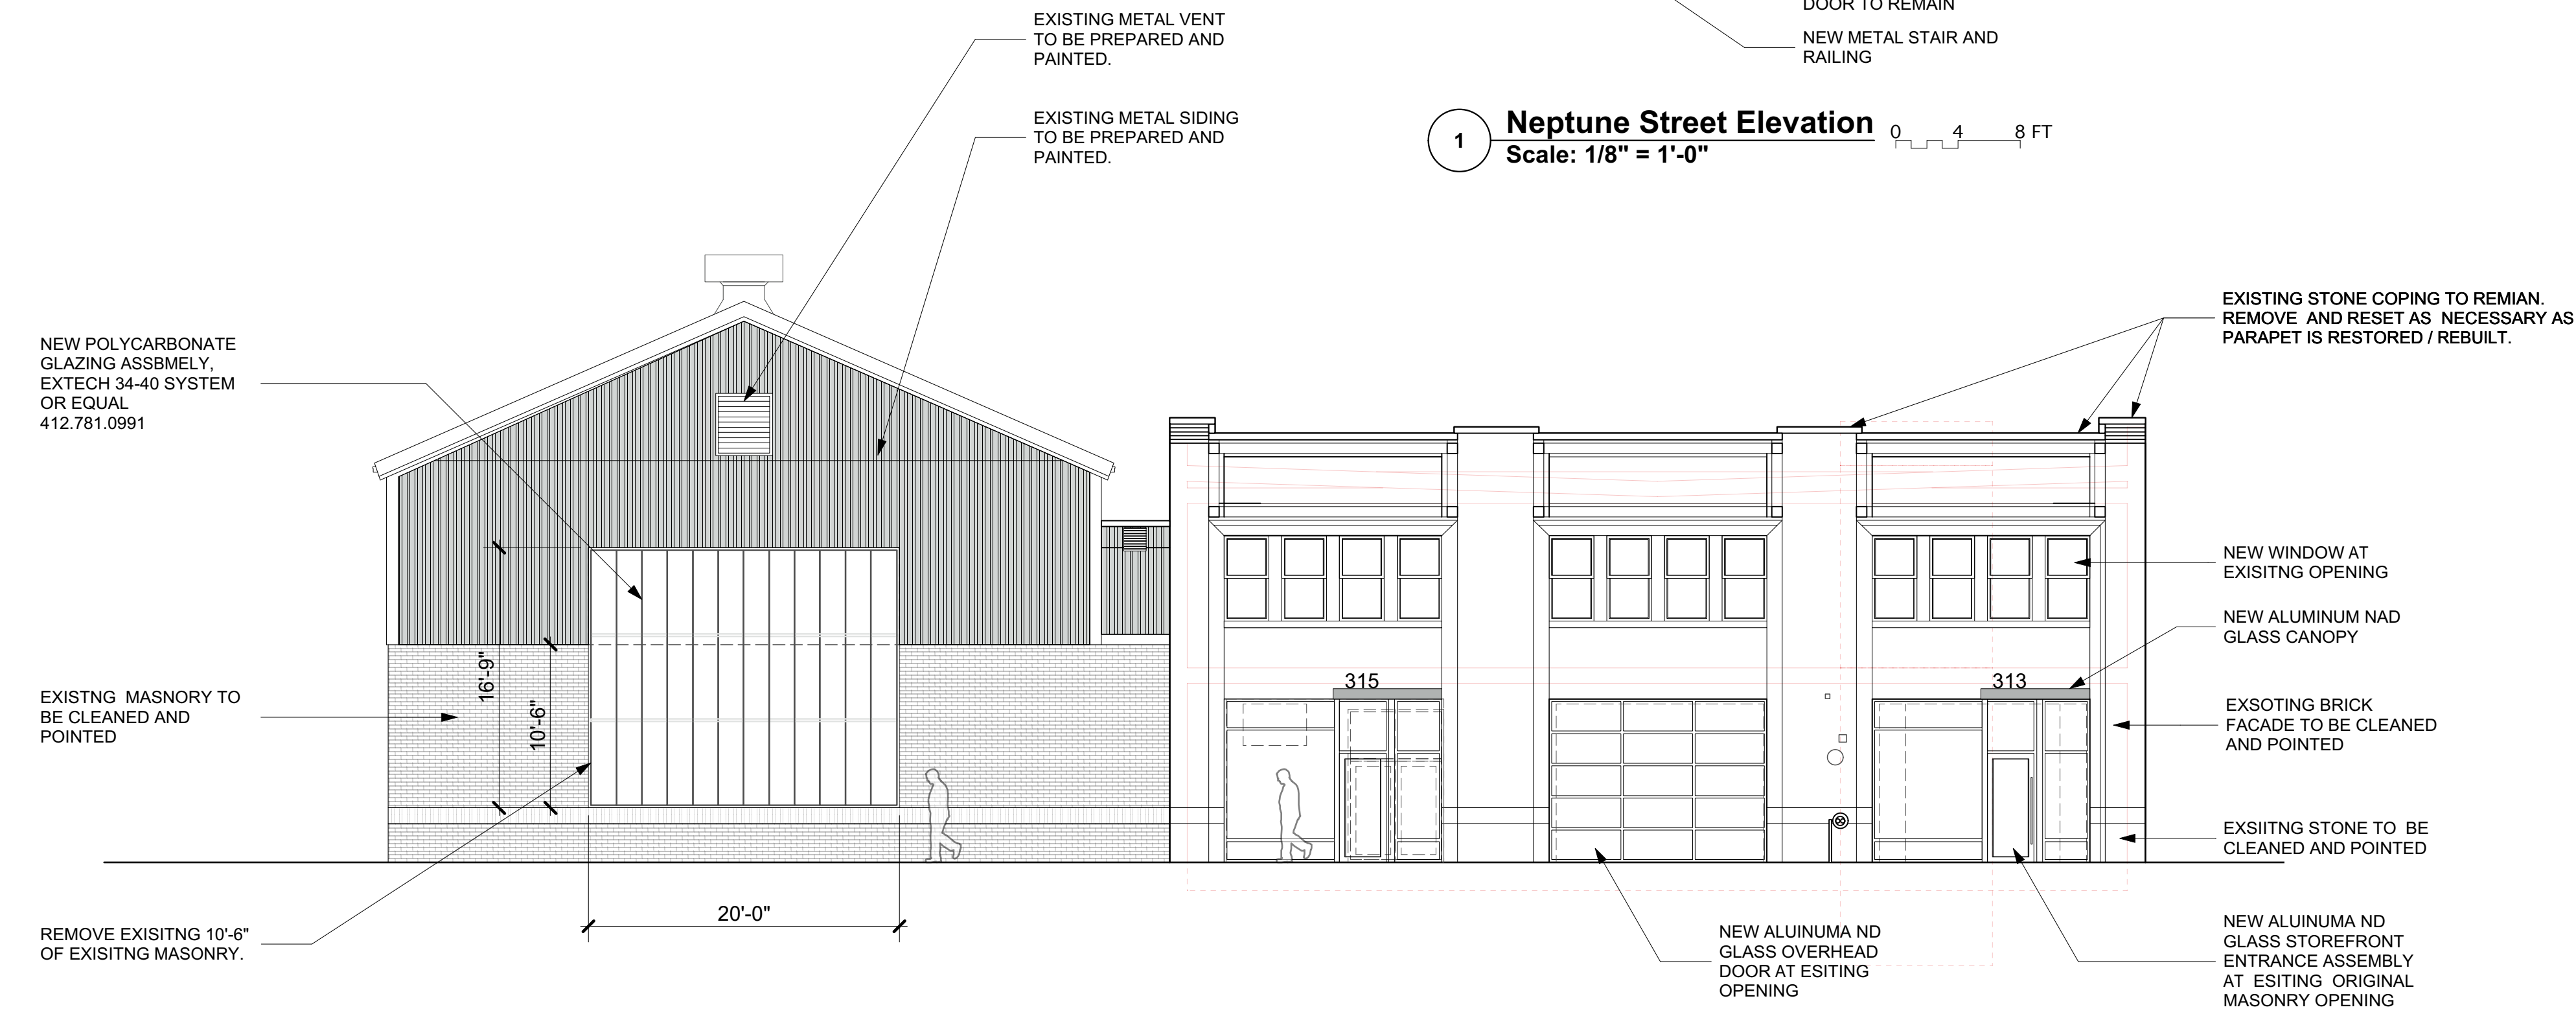 DOOR TO REMAIN
NEW METAL STAIR AND
RAILING
EXISTING METAL VENT
TO BE PREPARED AND
PAINTED.
EXISTING METAL SIDING
TO BE PREPARED AND
PAINTED.
1
Neptune Street Elevation
Scale: 1/8" = 1'-0"
0 4 8 FT
EXISTING STONE COPING TO REMIAN.
REMOVE AND RESET AS NECESSARY AS
PARAPET IS RESTORED / REBUILT.
NEW POLYCARBONATE
GLAZING ASSBMELY,
EXTECH 34-40 SYSTEM
OR EQUAL
412.781.0991
NEW WINDOW AT
EXISITNG OPENING
NEW ALUMINUM NAD
GLASS CANOPY
16'-9"
10'-6"
315
313
EXISTNG MASNORY TO
BE CLEANED AND
POINTED
EXSOTING BRICK
FACADE TO BE CLEANED
AND POINTED
EXSIITNG STONE TO BE
CLEANED AND POINTED
20'-0"
REMOVE EXISITNG 10'-6"
OF EXISITNG MASONRY.
NEW ALUINUMA ND
GLASS OVERHEAD
DOOR AT ESITING
OPENING
NEW ALUINUMA ND
GLASS STOREFRONT
ENTRANCE ASSEMBLY
AT ESITING ORIGINAL
MASONRY OPENING